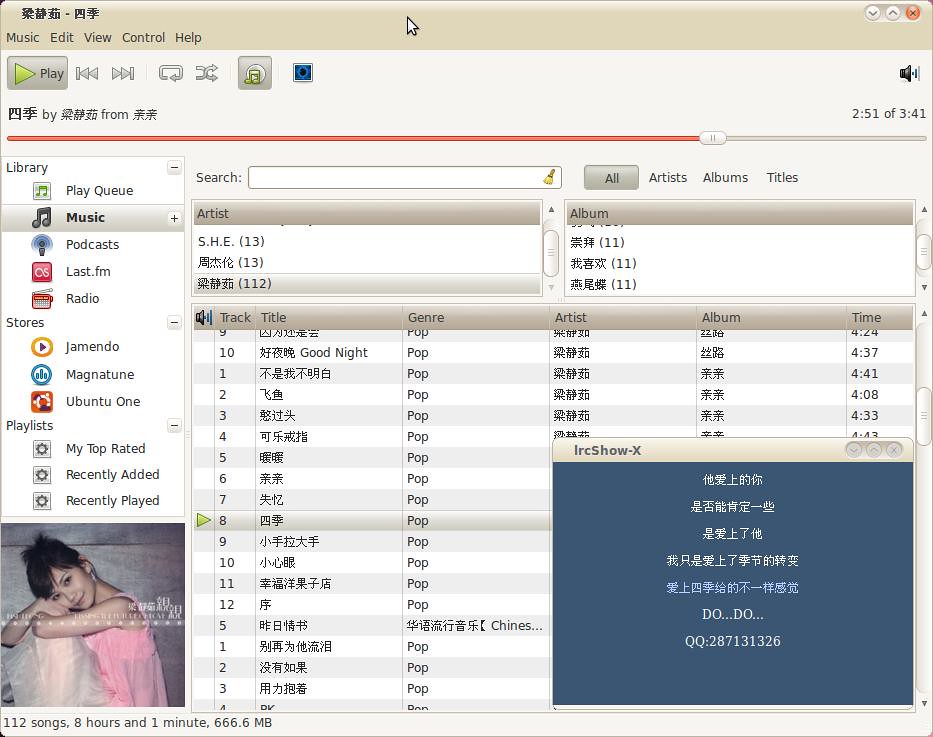 梁静茹 - 四季
Music Edit View Control Help
Play
四季 by 梁静茹 from 亲亲
2:51 of 3:41
Library
Play Queue
Music
Podcasts
Last.fm
Radio
Stores
Jamendo
Magnatune
Ubuntu One
Playlists
My Top Rated
Recently Added
Recently Played
Search:
All Artists Albums Titles
Artist
S.H.E. (13)
周杰伦 (13)
梁静茹 (112)
Album
崇拜 (11)
我喜欢 (11)
燕尾蝶 (11)
Track Title Genre Artist Album Time
9 因为还是会 Pop 梁静茹 丝路 4:24
10 好夜晚 Good Night Pop 梁静茹 丝路 4:37
1 不是我不明白 Pop 梁静茹 亲亲 4:41
2 飞鱼 Pop 梁静茹 亲亲 4:08
3 憨过头 Pop 梁静茹 亲亲 4:33
4 可乐戒指 Pop 梁静茹 亲亲 4:43
5 暖暖 Pop
6 亲亲 Pop
7 失忆 Pop
8 四季 Pop
9 小手拉大手 Pop
10 小心眼 Pop
11 幸福洋果子店 Pop
12 序 Pop
5 昨日情书 华语流行音乐【 Chines...
1 别再为他流泪 Pop
2 没有如果 Pop
3 用力抱着 Pop
4 PK Pop
lrcShow-X
他爱上的你
是否能肯定一些
是爱上了他
我只是爱上了季节的转变
爱上四季给的不一样感觉
DO...DO...
QQ:287131326
112 songs, 8 hours and 1 minute, 666.6 MB